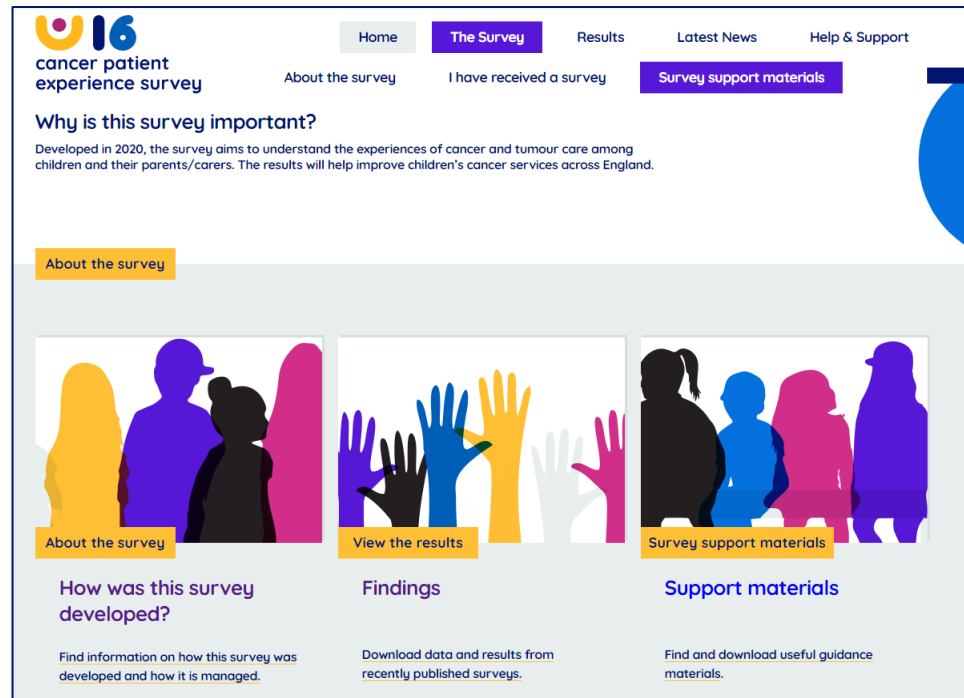 U16
cancer patient
experience survey
Home
The Survey
Results
Latest News
Help & Support
About the survey
I have received a survey
Survey support materials
Why is this survey important?
Developed in 2020, the survey aims to understand the experiences of cancer and tumour care among
children and their parents/carers. The results will help improve children's cancer services across England.
About the survey
About the survey
View the results
Survey support materials
How was this survey
developed?
Find information on how this survey was
developed and how it is managed.
Findings
Download data and results from
recently published surveys.
Support materials
Find and download useful guidance
materials.